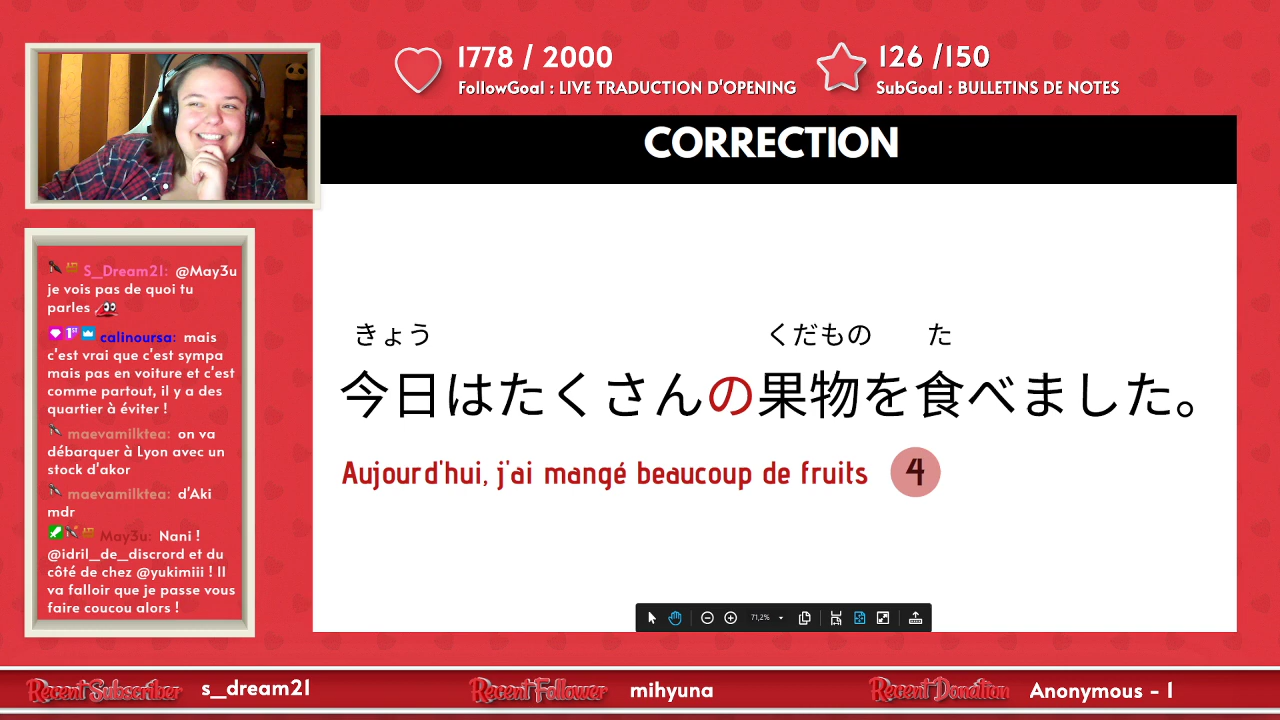 1778 / 2000
FollowGoal : LIVE TRADUCTION D'OPENING
126 /150
SubGoal : BULLETINS DE NOTES
CORRECTION
きょう くだもの た
今日はたくさんの果物を食べました。
Aujourd'hui, j'ai mangé beaucoup de fruits 4
71,2%
S_Dream21: @May3u
je vois pas de quoi tu
parles
1st calinoursa: mais
c'est vrai que c'est sympa
mais pas en voiture et c'est
comme partout, il y a des
quartier à éviter !
maevamilktea: on va
débarquer à Lyon avec un
stock d'akor
maevamilktea: d'Aki
mdr
May3u: Nani !
@idril_de_discrord et du
côté de chez @yukimiii ! Il
va falloir que je passe vous
faire coucou alors !
Recent Subscriber s_dream21
Recent Follower mihyuna
Recent Donation Anonymous - 1